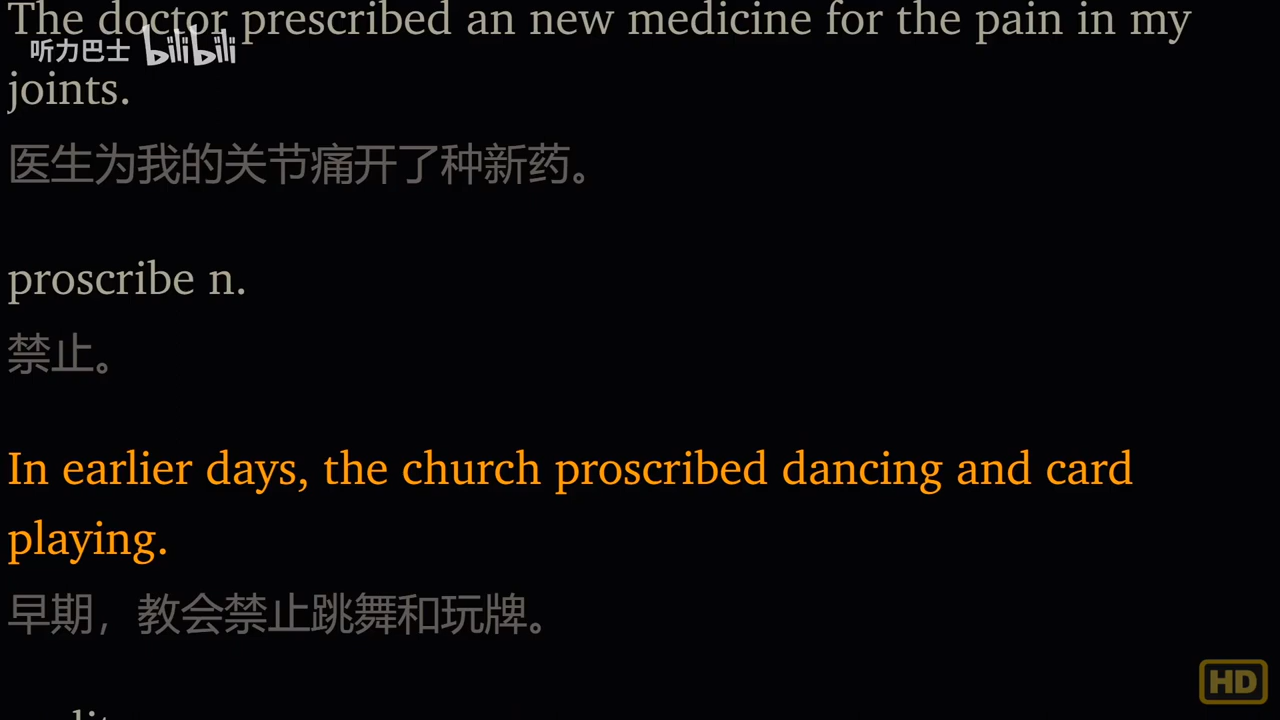 The doctor prescribed an new medicine for the pain in my
听力巴士 bilibili
joints.
医生为我的关节痛开了种新药。
proscribe n.
禁止。
In earlier days, the church proscribed dancing and card
playing.
早期，教会禁止跳舞和玩牌。
HD